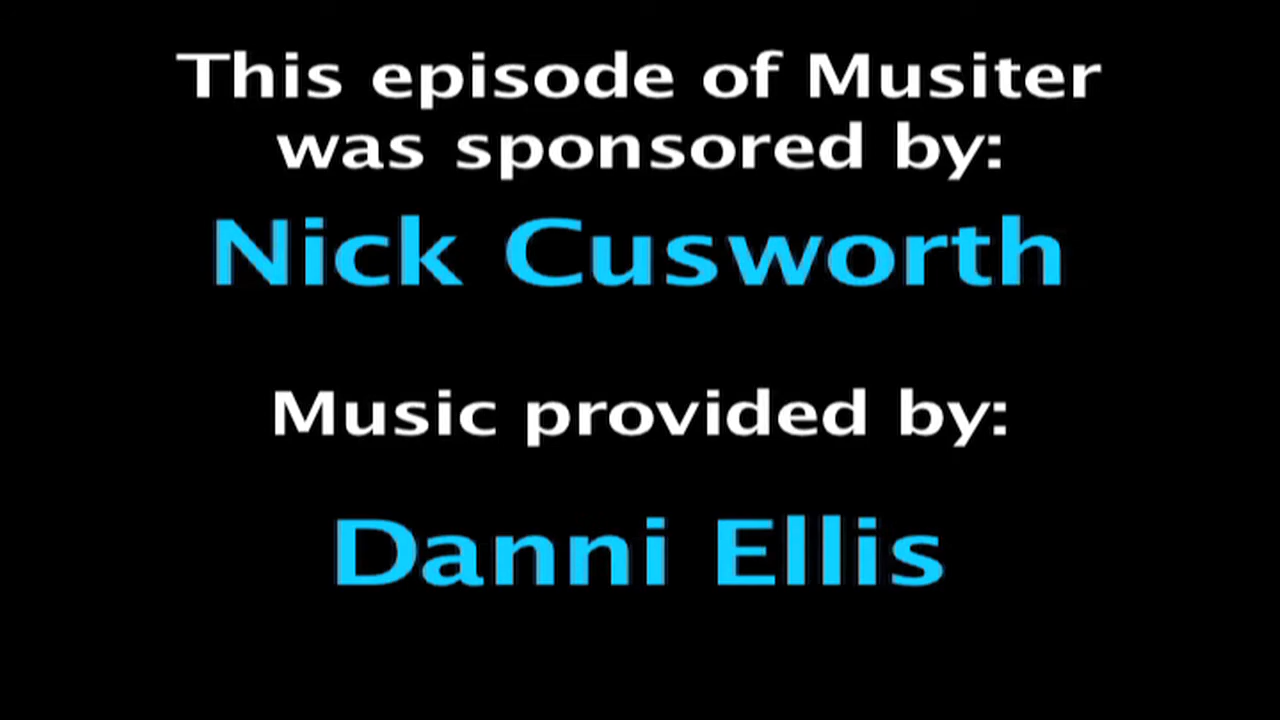 This episode of Musiter
was sponsored by:
Nick Cusworth
Music provided by:
Danni Ellis